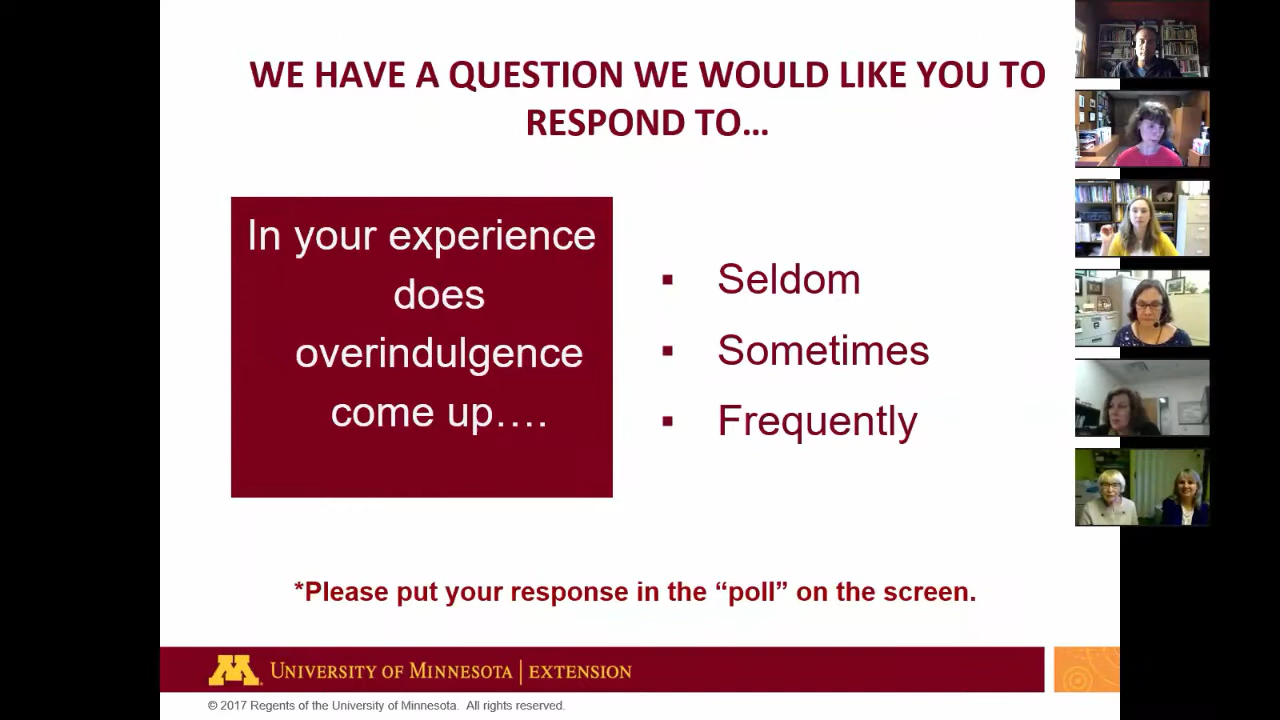 WE HAVE A QUESTION WE WOULD LIKE YOU TO
RESPOND TO…
In your experience
does
overindulgence
come up….
▪ Seldom
▪ Sometimes
▪ Frequently
*Please put your response in the “poll” on the screen.
M UNIVERSITY OF MINNESOTA | EXTENSION
© 2017 Regents of the University of Minnesota. All rights reserved.